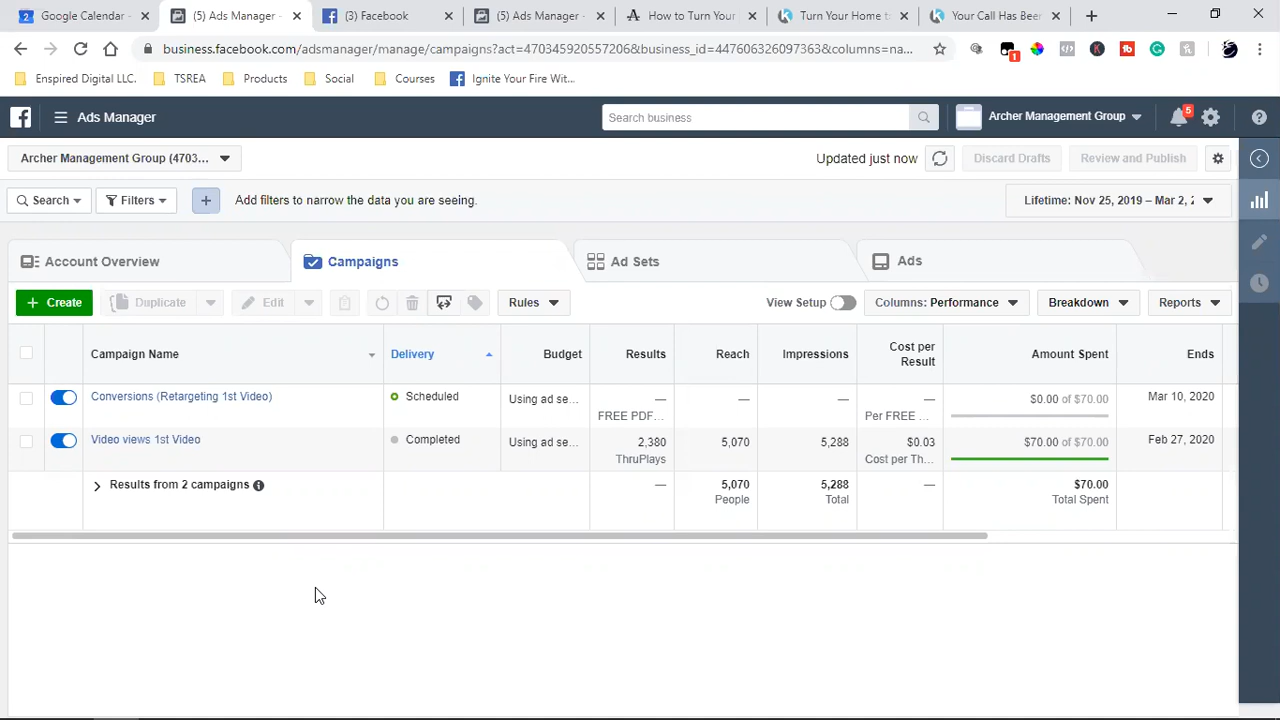 Google Calendar -
(5) Ads Manager -
(3) Facebook
(5) Ads Manager -
How to Turn Your
Turn Your Home to
Your Call Has Beer
business.facebook.com/adsmanager/manage/campaigns?act=470345920557206&business_id=447606326097363&columns=na...
1
Enspired Digital LLC.
TSREA
Products
Social
Courses
Ignite Your Fire Wit...
Ads Manager
Search business
Archer Management Group
5
Archer Management Group (4703...
Updated just now
Discard Drafts
Review and Publish
Search
Filters
Add filters to narrow the data you are seeing.
Lifetime: Nov 25, 2019 – Mar 2, 2
Account Overview
Campaigns
Ad Sets
Ads
+ Create
Duplicate
Edit
Rules
View Setup
Columns: Performance
Breakdown
Reports
Campaign Name
Delivery
Budget
Results
Reach
Impressions
Cost per
Result
Amount Spent
Ends
Conversions (Retargeting 1st Video)
Scheduled
Using ad se...
—
FREE PDF...
—
—
—
Per FREE ...
$0.00 of $70.00
Mar 10, 2020
Video views 1st Video
Completed
Using ad se...
2,380
ThruPlays
5,070
5,288
$0.03
Cost per Th...
$70.00 of $70.00
Feb 27, 2020
Results from 2 campaigns
—
5,070
People
5,288
Total
—
$70.00
Total Spent